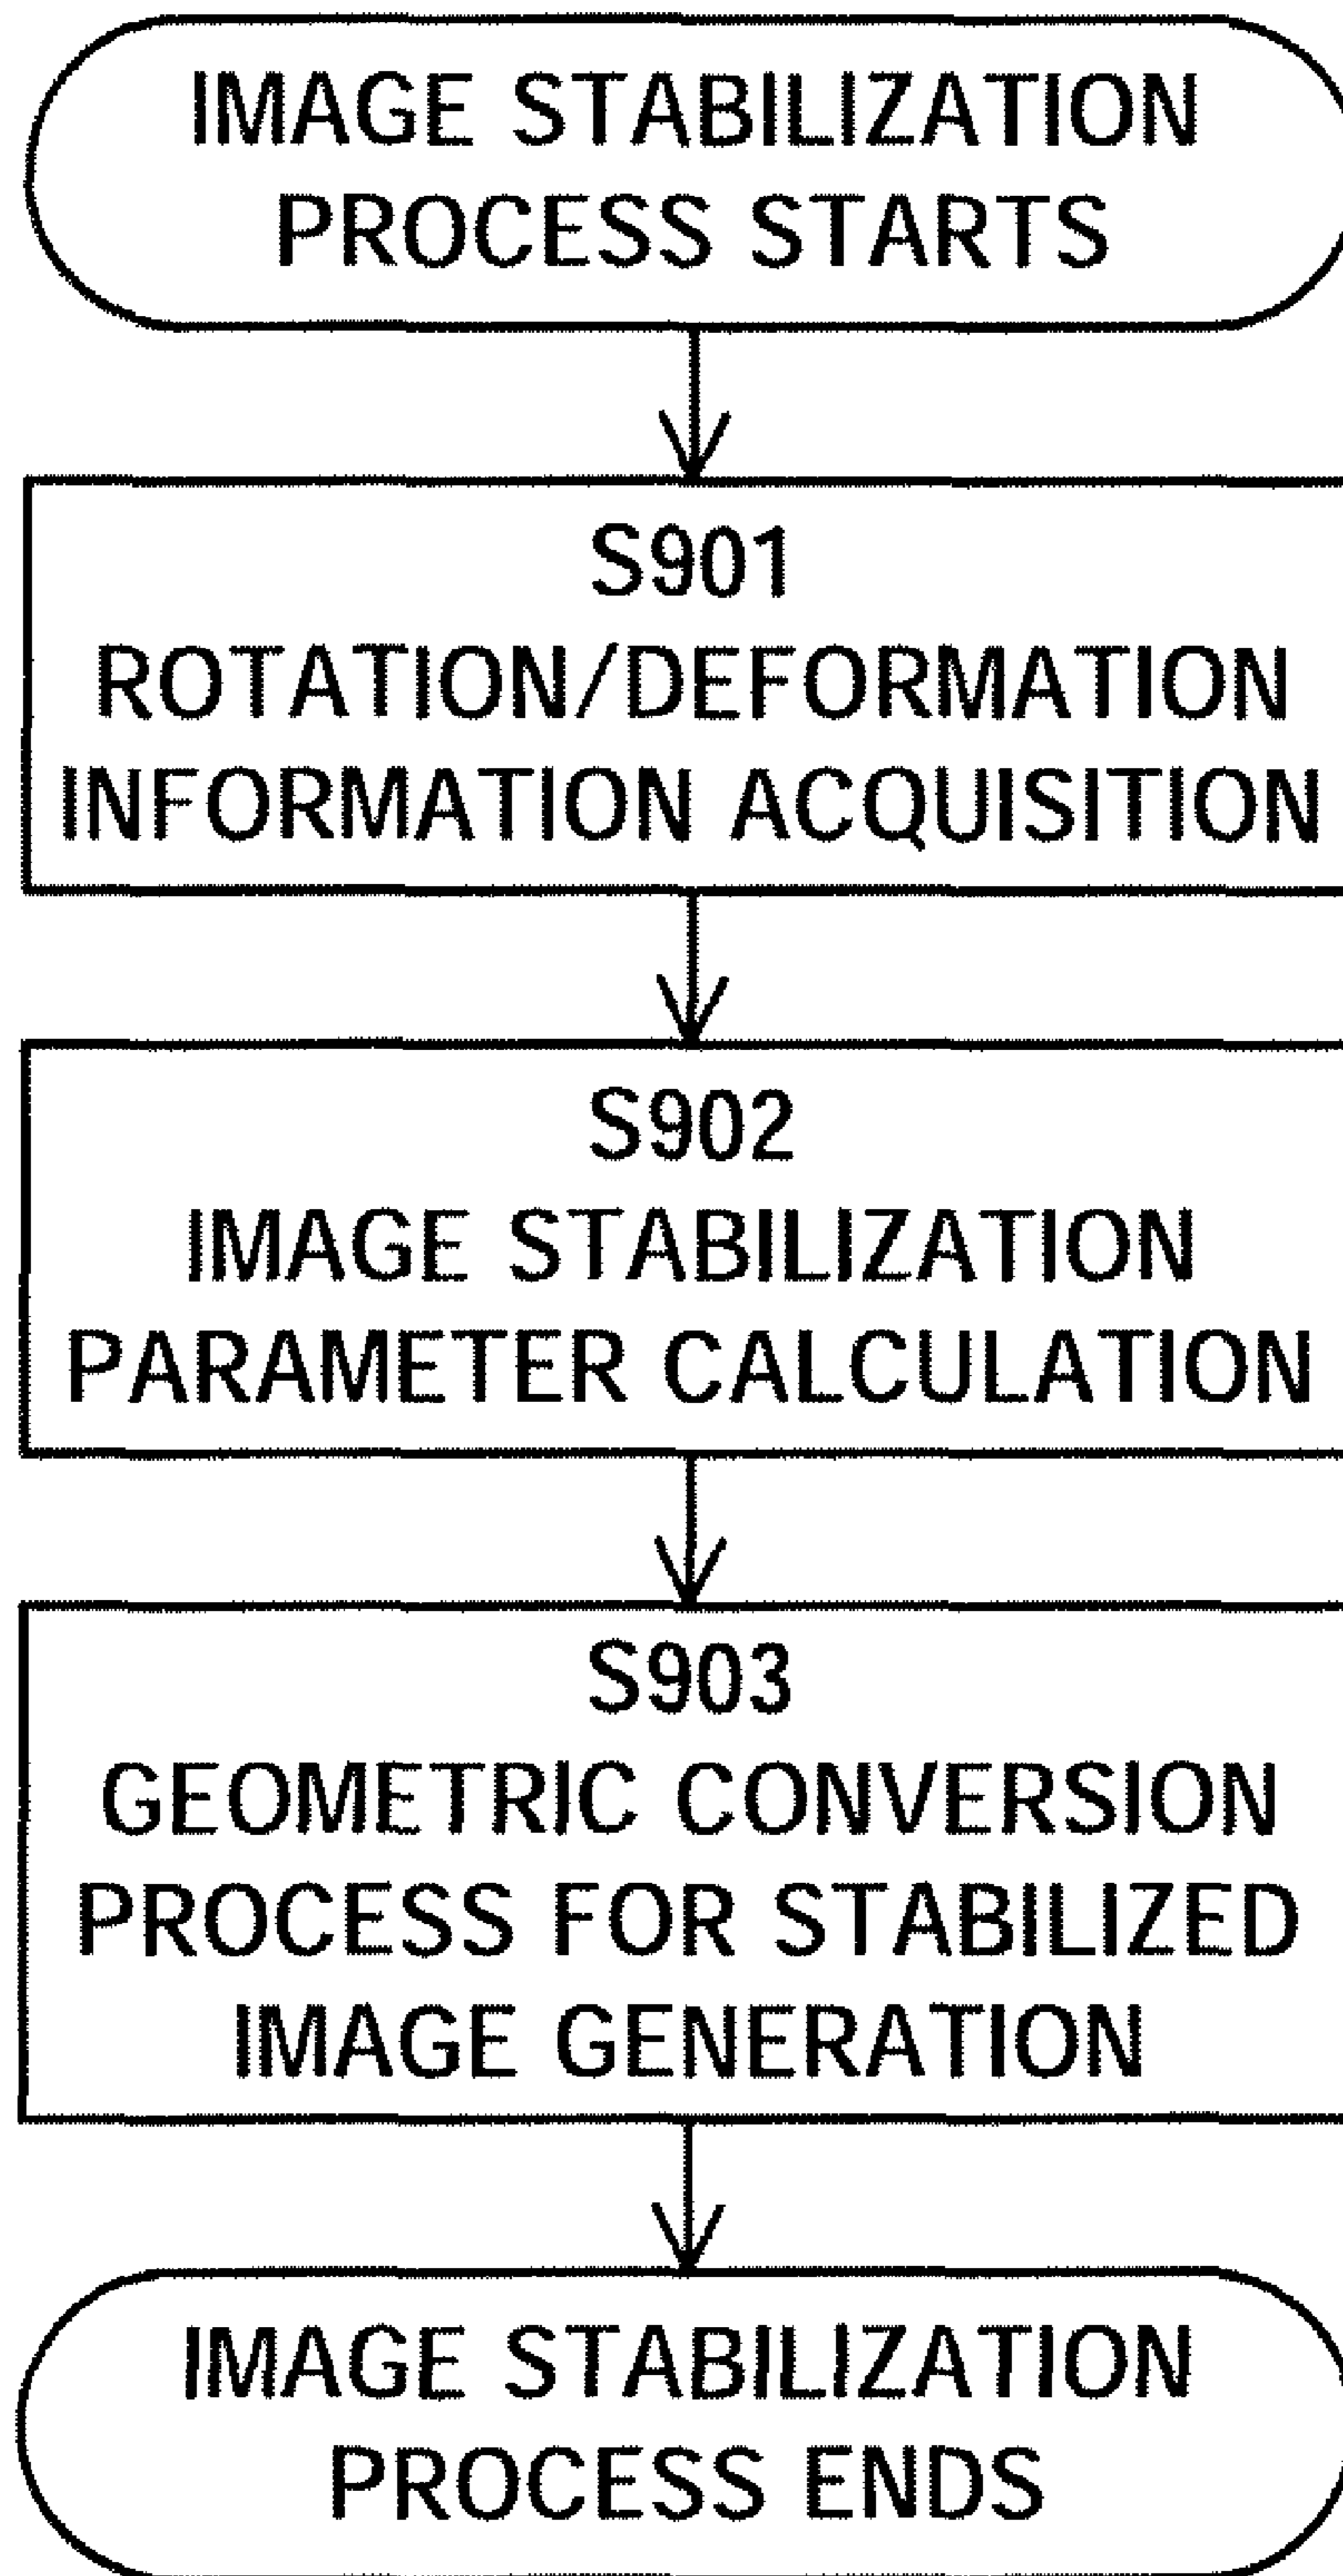 IMAGE STABILIZATION
PROCESS STARTS
S901
ROTATION/DEFORMATION
INFORMATION ACQUISITION
S902
IMAGE STABILIZATION
PARAMETER CALCULATION
S903
GEOMETRIC CONVERSION
PROCESS FOR STABILIZED
IMAGE GENERATION
IMAGE STABILIZATION
PROCESS ENDS